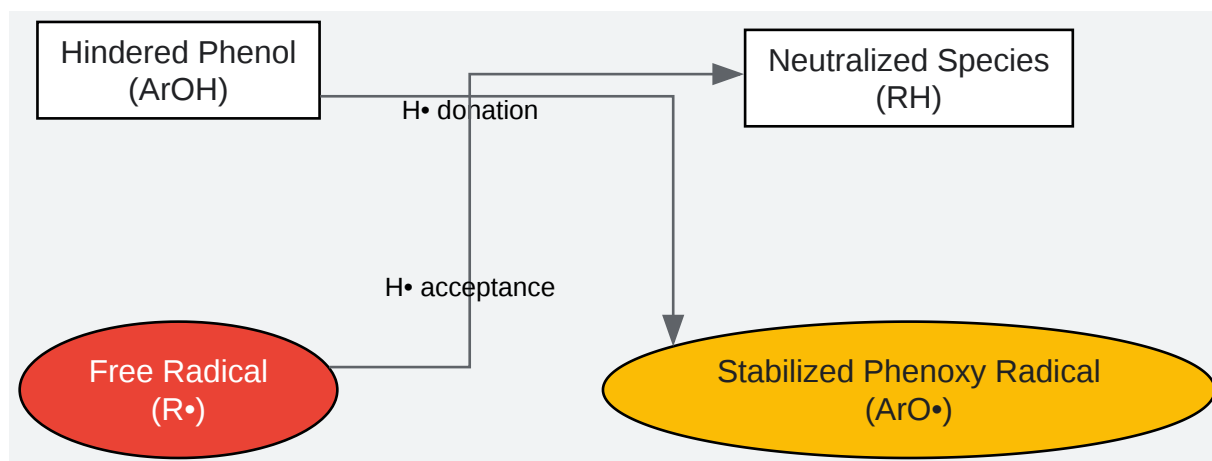 Hindered Phenol
(ArOH)
Neutralized Species
(RH)
H• donation
H• acceptance
Free Radical
(R•)
Stabilized Phenoxy Radical
(ArO•)